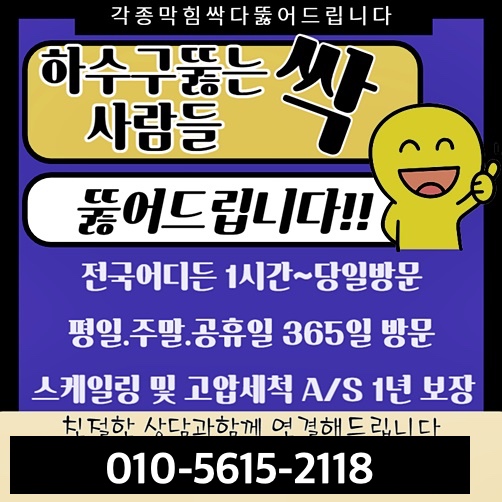 각종막힘싹다뚫어드립니다
하수구뚫는
사람들
싹
뚫어드립니다!!
전국어디든 1시간~당일방문
평일.주말.공휴일 365일 방문
스케일링 및 고압세척 A/S 1년 보장
친절한 상담과함께 연결해드립니다
010-5615-2118